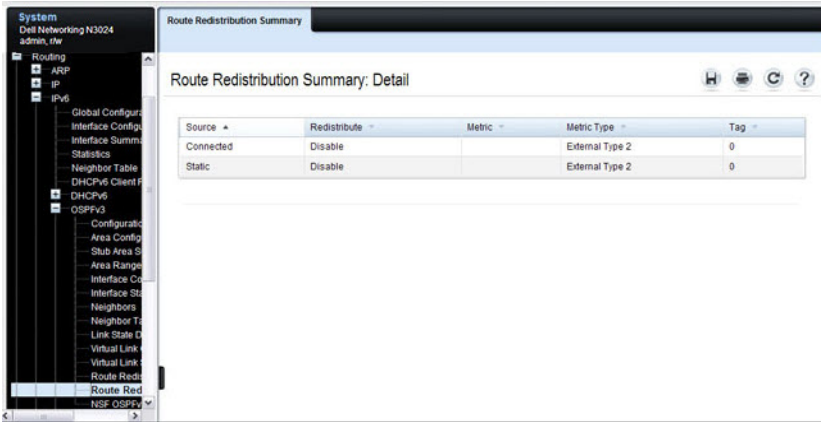 System
Dell Networking N3024
admin, r/w
Routing
ARP
IP
IPv6
Global Configura
Interface Configu
Interface Summa
Statistics
Neighbor Table
DHCPv6 Client P
DHCPv6
OSPFv3
Configuratio
Area Config
Stub Area S
Area Range
Interface Co
Interface Sta
Neighbors
Neighbor Ta
Link State D
Virtual Link
Virtual Link
Route Redis
Route Red
NSF OSPFv
Route Redistribution Summary
Route Redistribution Summary: Detail
Source Redistribute Metric Metric Type Tag
Connected Disable External Type 2 0
Static Disable External Type 2 0